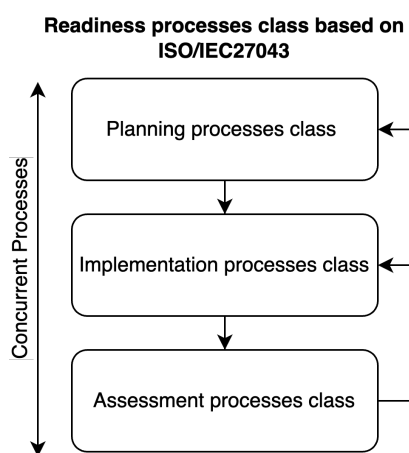 Readiness processes class based on
ISO/IEC27043
Planning processes class
Implementation processes class
Assessment processes class
Concurrent Processes